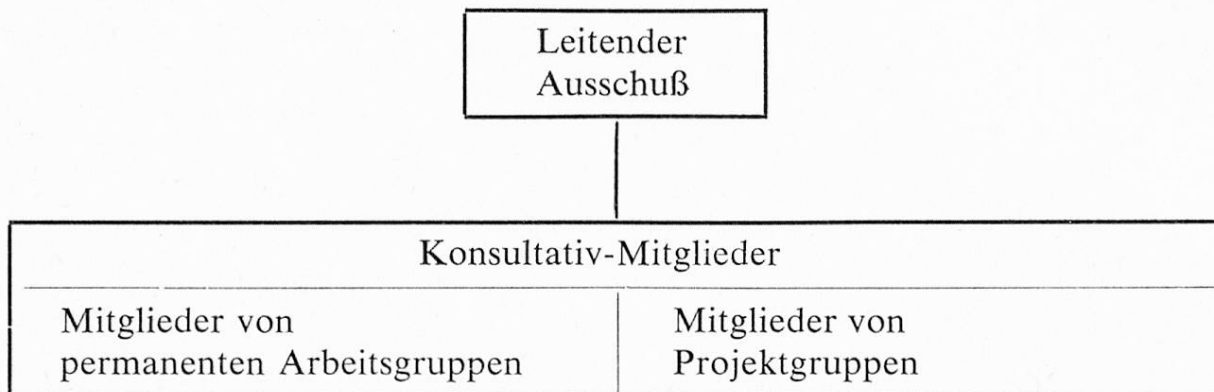 Leitender
Ausschuß
Konsultativ-Mitglieder
Mitglieder von
permanenten Arbeitsgruppen
Mitglieder von
Projektgruppen